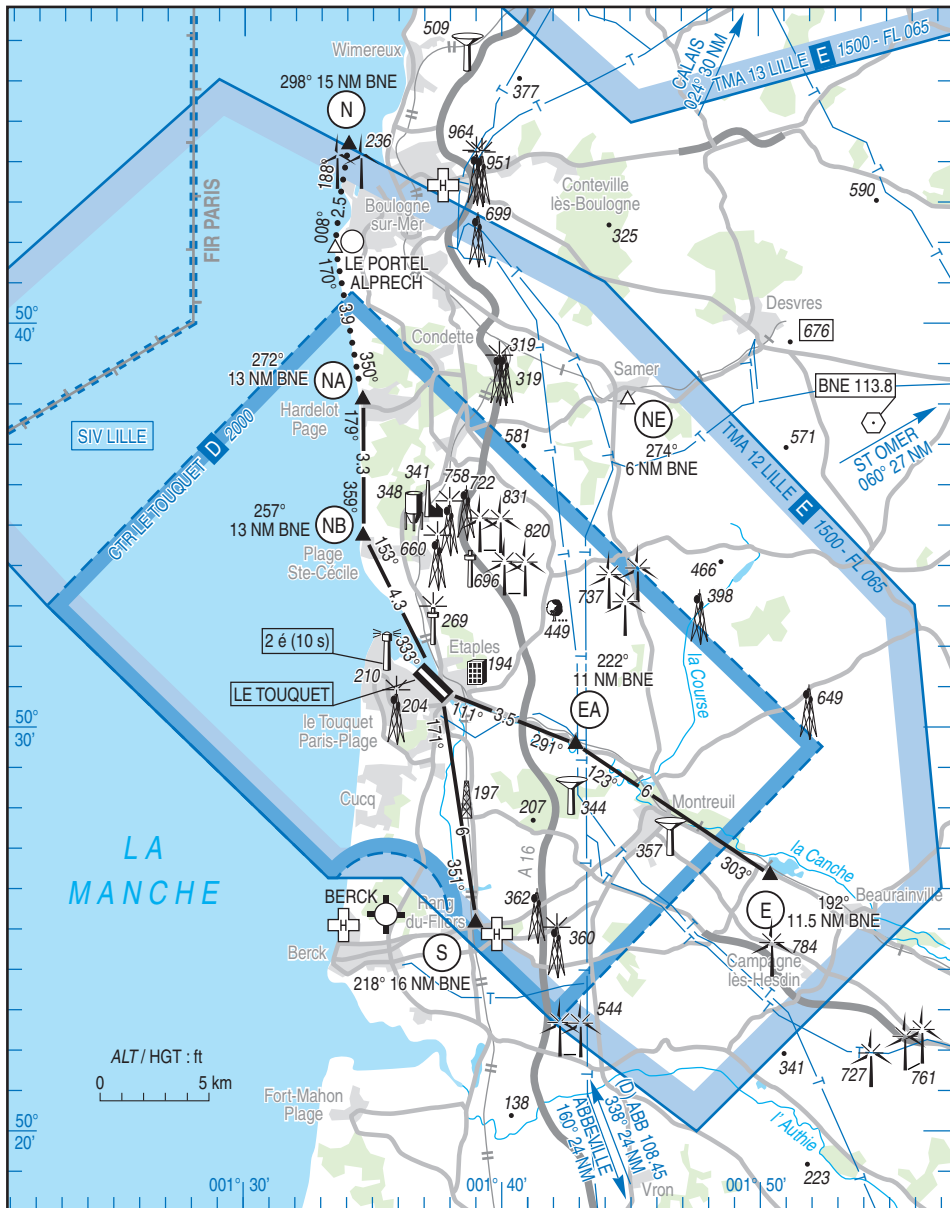 509
Wimereux
CALAIS
024° 30 NM
TMA 13 LILLE E 1500 - FL 065
298° 15 NM BNE
N
377
236
964
951
188°
2.5
008°
Boulogne
sur-Mer
H
Conteville
lès-Boulogne
590
699
325
FIR PARIS
LE PORTEL
ALPRECH
170°
3.9
350°
Desvres
676
50°
40'
Condette
319
319
272°
13 NM BNE
NA
Samer
BNE 113.8
Hardelot
Plage
NE
274°
6 NM BNE
571
ST OMER
060° 27 NM
SIV LILLE
CTR LE TOUQUET D 2000
179°
3.3
359°
581
341
758
722
348
831
257°
13 NM BNE
NB
820
TMA 12 LILLE E 1500 - FL 065
Plage
Ste-Cécile
153°
4.3
333°
660
696
737
466
398
269
449
la Course
2 é (10 s)
210
Etaples
194
222°
11 NM BNE
LE TOUQUET
204
EA
649
50°
30'
le Touquet
Paris-Plage
111°
3.5
291°
171°
6
351°
123°
6
303°
Cucq
197
207
344
Montreuil
357
LA
MANCHE
A 16
la Canche
Beaurainville
BERCK
H
Rang
du-Fliers
H
362
360
E
192°
11.5 NM BNE
784
Berck
S
218° 16 NM BNE
Campagne
lès-Hesdin
544
ALT / HGT : ft
0 5 km
341
727
761
Fort-Mahon
Plage
138
(D) ABB 108.45
338° 24 NM
ABBEVILLE
160° 24 NM
l'Authie
50°
20'
223
Vron
001° 30'
001° 40'
001° 50'